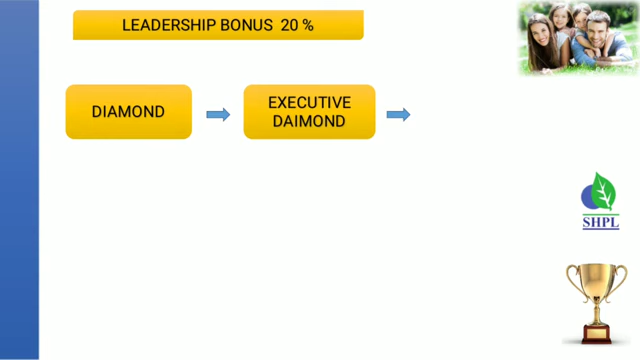 LEADERSHIP BONUS 20 %
DIAMOND
EXECUTIVE
DAIMOND
SHPL